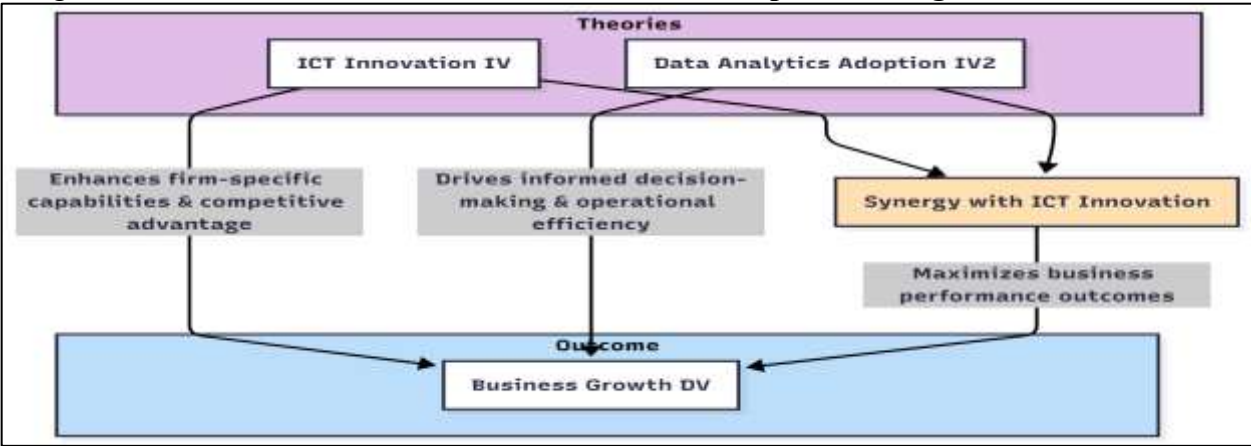 Theories
ICT Innovation IV
Data Analytics Adoption IV2
Enhances firm-specific
capabilities & competitive
advantage
Drives informed decision-
making & operational
efficiency
Synergy with ICT Innovation
Maximizes business
performance outcomes
Outcome
Business Growth DV